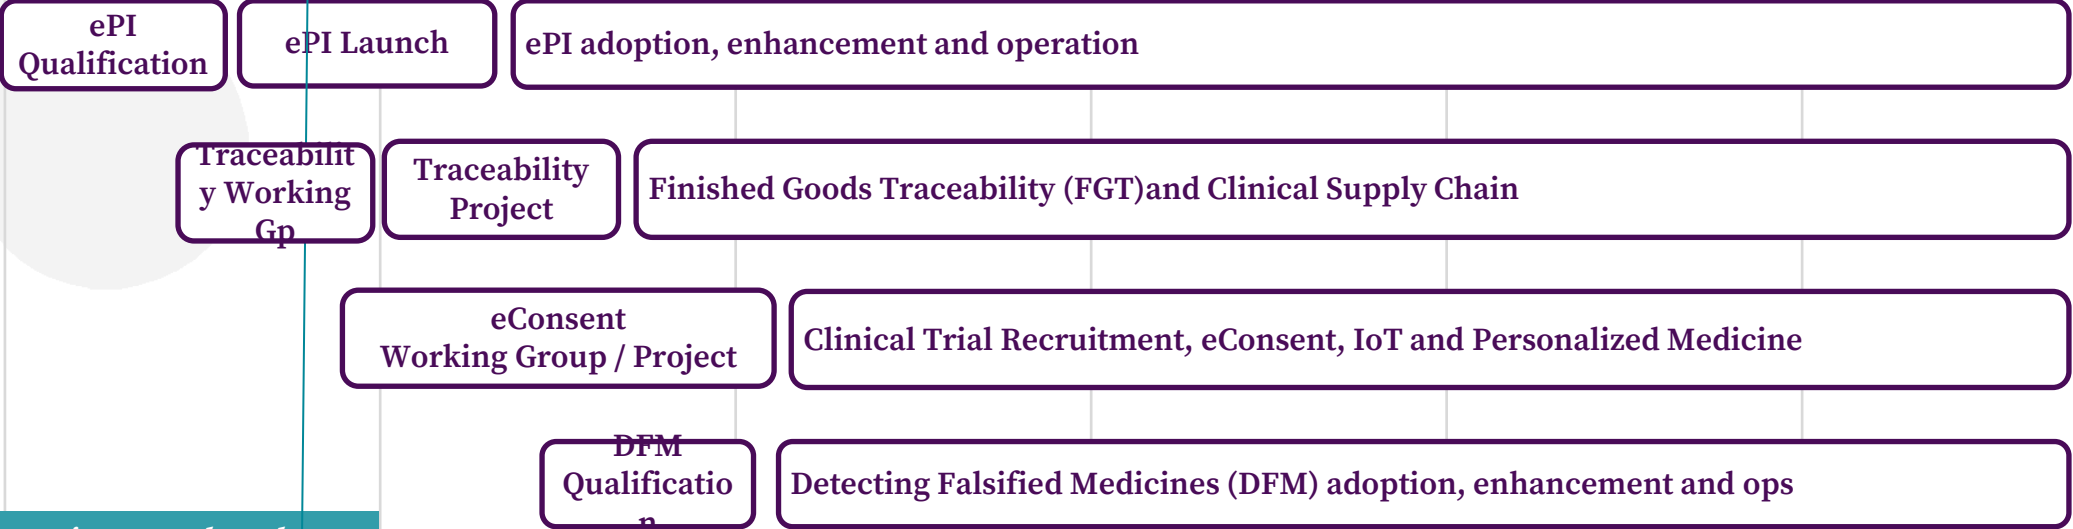 ePI
Qualification
ePI Launch
ePI adoption, enhancement and operation
Traceabilit
y Working
Gp
Traceability
Project
Finished Goods Traceability (FGT)and Clinical Supply Chain
eConsent
Working Group / Project
Clinical Trial Recruitment, eConsent, IoT and Personalized Medicine
DFM
Qualificatio
n
Detecting Falsified Medicines (DFM) adoption, enhancement and ops